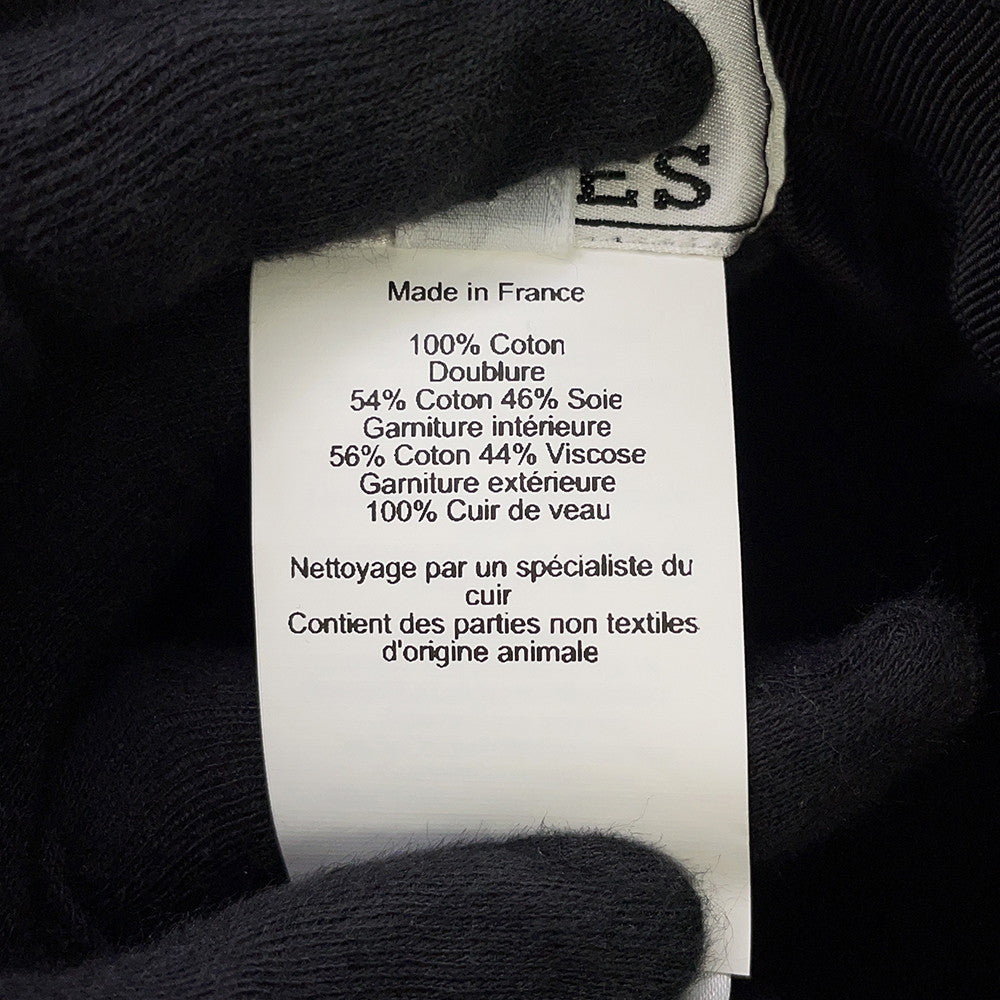 ES
Made in France
100% Coton
Doublure
54% Coton 46% Soie
Garniture intérieure
56% Coton 44% Viscose
Garniture extérieure
100% Cuir de veau
Nettoyage par un spécialiste du
cuir
Contient des parties non textiles
d'origine animale